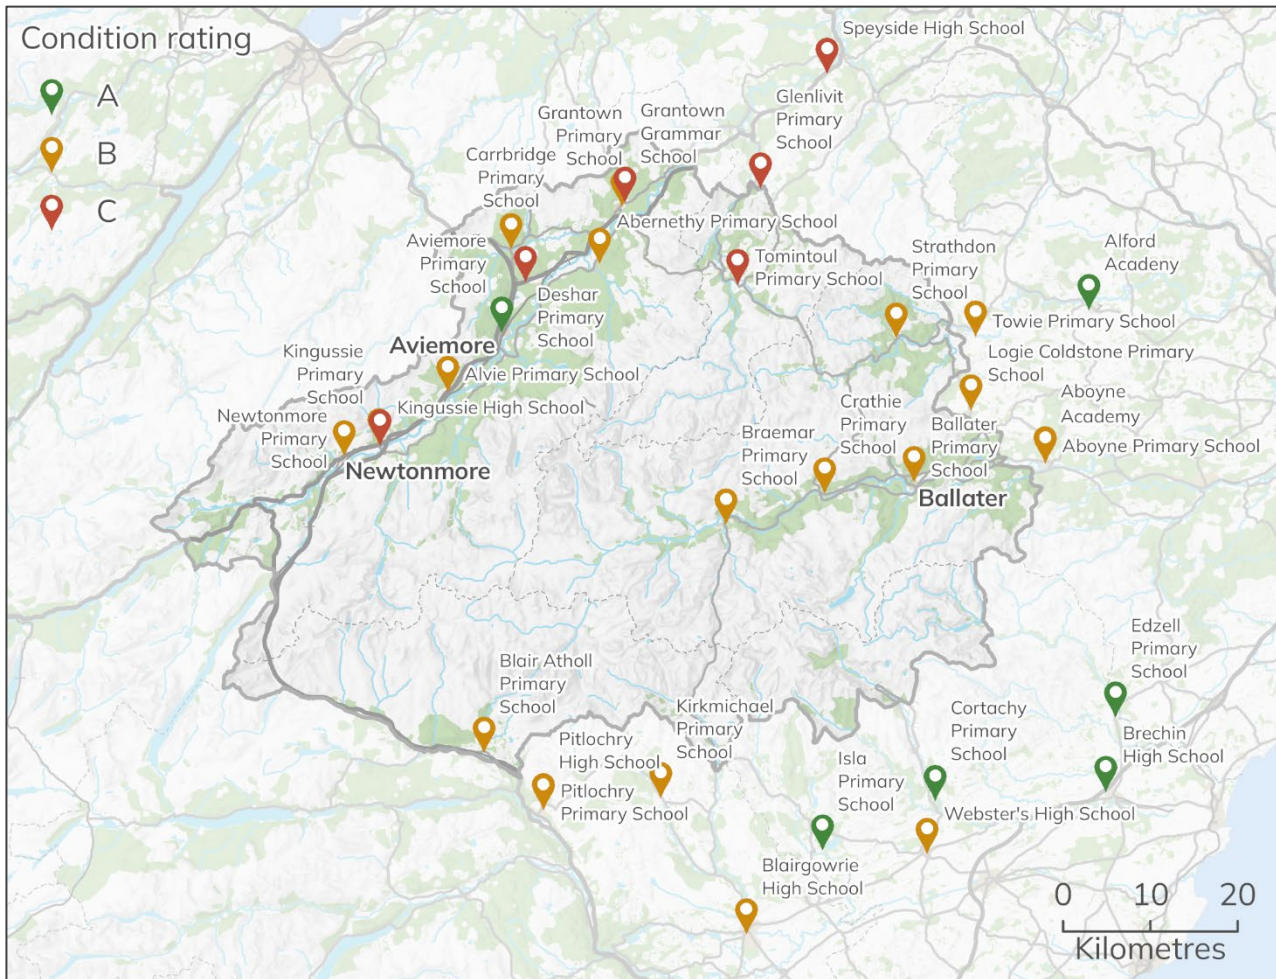 Condition rating
A
B
C
Speyside High School
Glenlivit
Primary
School
Grantown
Primary
School
Grantown
Grammar
School
Carrbridge
Primary
School
Abernethy Primary School
Aviemore
Primary
School
Deshar
Primary
School
Tomintoul
Primary School
Strathdon
Primary
School
Alford
Acadeny
Towie Primary School
Aviemore
Kingussie
Primary
School
Alvie Primary School
Logie Coldstone Primary
School
Newtonmore
Primary
School
Kingussie High School
Newtonmore
Crathie
Primary
School
Aboyne
Academy
Braemar
Primary
School
Ballater
Primary
School
Aboyne Primary School
Ballater
Blair Atholl
Primary
School
Edzell
Primary
School
Kirkmichael
Primary
School
Cortachy
Primary
School
Pitlochry
High School
Pitlochry
Primary School
Isla
Primary
School
Brechin
High School
Webster's High School
Blairgowrie
High School
0 10 20
Kilometres